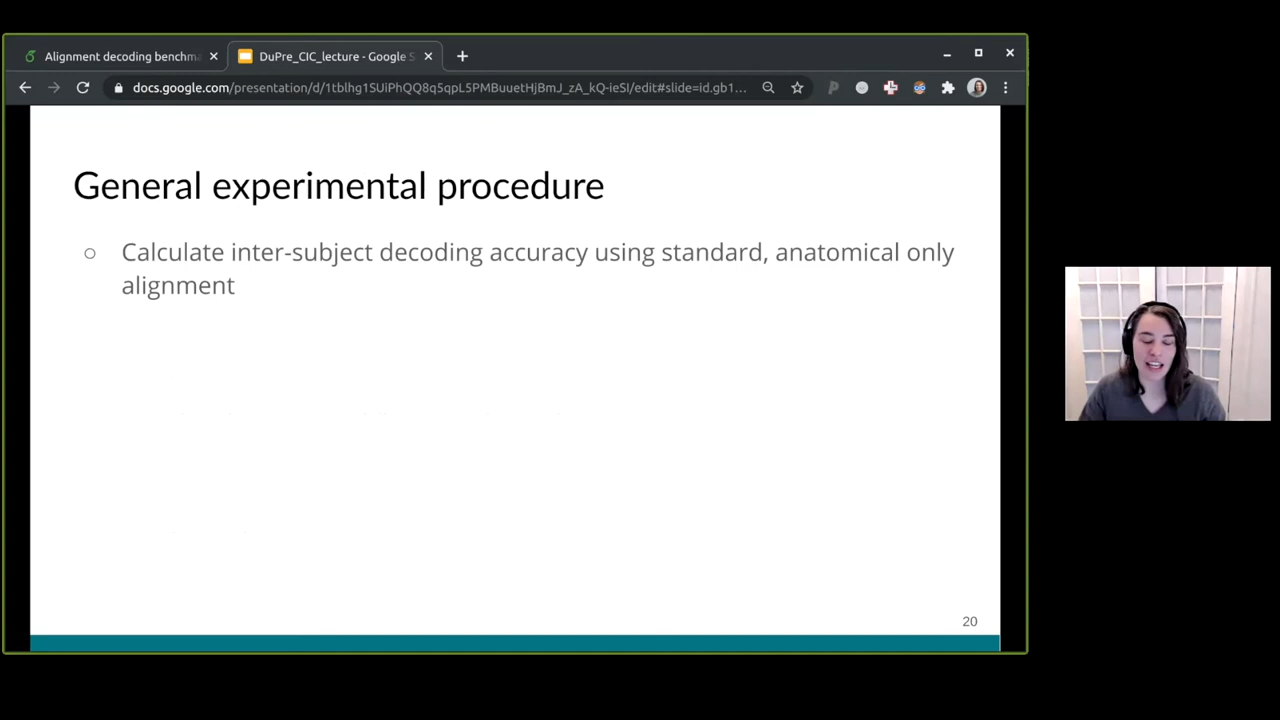 Alignment decoding benchma
DuPre_CIC_lecture - Google S
docs.google.com/presentation/d/1tblhg1SUiPhQQ8q5qpL5PMBuuetHjBmJ_zA_kQ-ieSI/edit#slide=id.gb1...
General experimental procedure
Calculate inter-subject decoding accuracy using standard, anatomical only
alignment
20